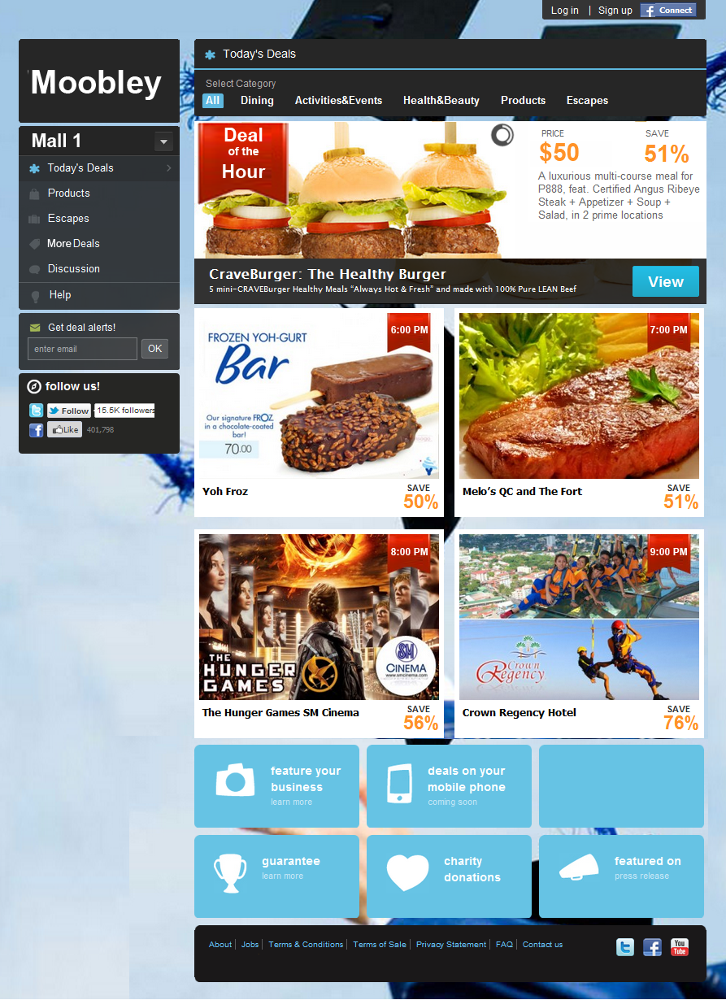 Log in | Sign up f Connect
Moobley
Mall 1
Today's Deals
Products
Escapes
More Deals
Discussion
Help
Get deal alerts!
enter email OK
follow us!
Follow 15.5K followers
Like 401,798
Today's Deals
Select Category
All Dining Activities&Events Health&Beauty Products Escapes
Deal
of the
Hour
PRICE SAVE
$50 51%
A luxurious multi-course meal for
P888, feat. Certified Angus Ribeye
Steak + Appetizer + Soup +
Salad, in 2 prime locations
CraveBurger: The Healthy Burger
5 mini-CRAVEBurger Healthy Meals “Always Hot & Fresh” and made with 100% Pure LEAN Beef
View
6:00 PM
FROZEN YOH-GURT
Bar
Our signature FROZ
in a chocolate-coated
bar!
70.00
Yoh Froz
SAVE
50%
7:00 PM
Melo's QC and The Fort
SAVE
51%
8:00 PM
THE
HUNGER
GAMES
SM
CINEMA
www.smcinema.com
The Hunger Games SM Cinema
SAVE
56%
9:00 PM
Crown
Regency
Crown Regency Hotel
SAVE
76%
feature your
business
learn more
deals on your
mobile phone
coming soon
guarantee
learn more
charity
donations
featured on
press release
About | Jobs | Terms & Conditions | Terms of Sale | Privacy Statement | FAQ | Contact us
You
Tube